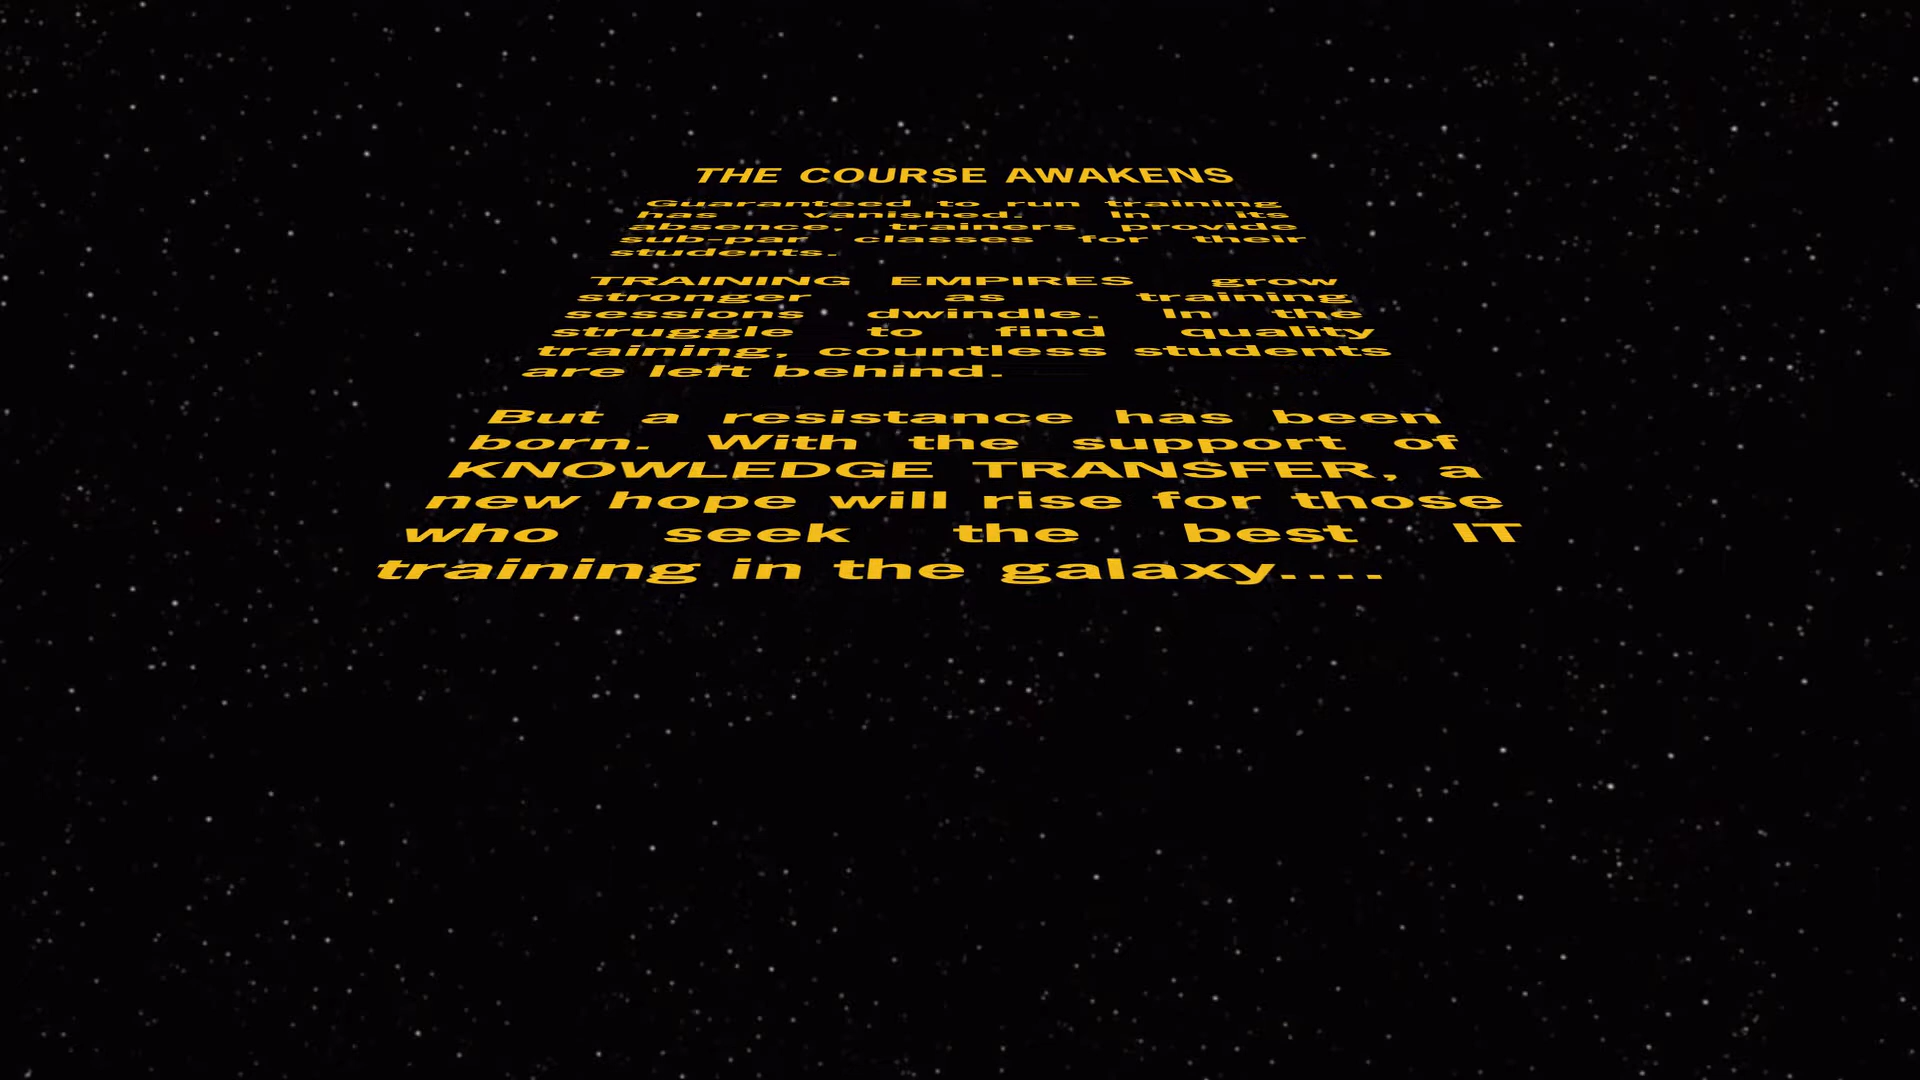 THE COURSE AWAKENS
Guaranteed to run training
has vanished. In its
absence, trainers provide
sub-par classes for their
students.
TRAINING EMPIRES grow
stronger as training
sessions dwindle. In the
struggle to find quality
training, countless students
are left behind.
But a resistance has been
born. With the support of
KNOWLEDGE TRANSFER, a
new hope will rise for those
who seek the best IT
training in the galaxy....